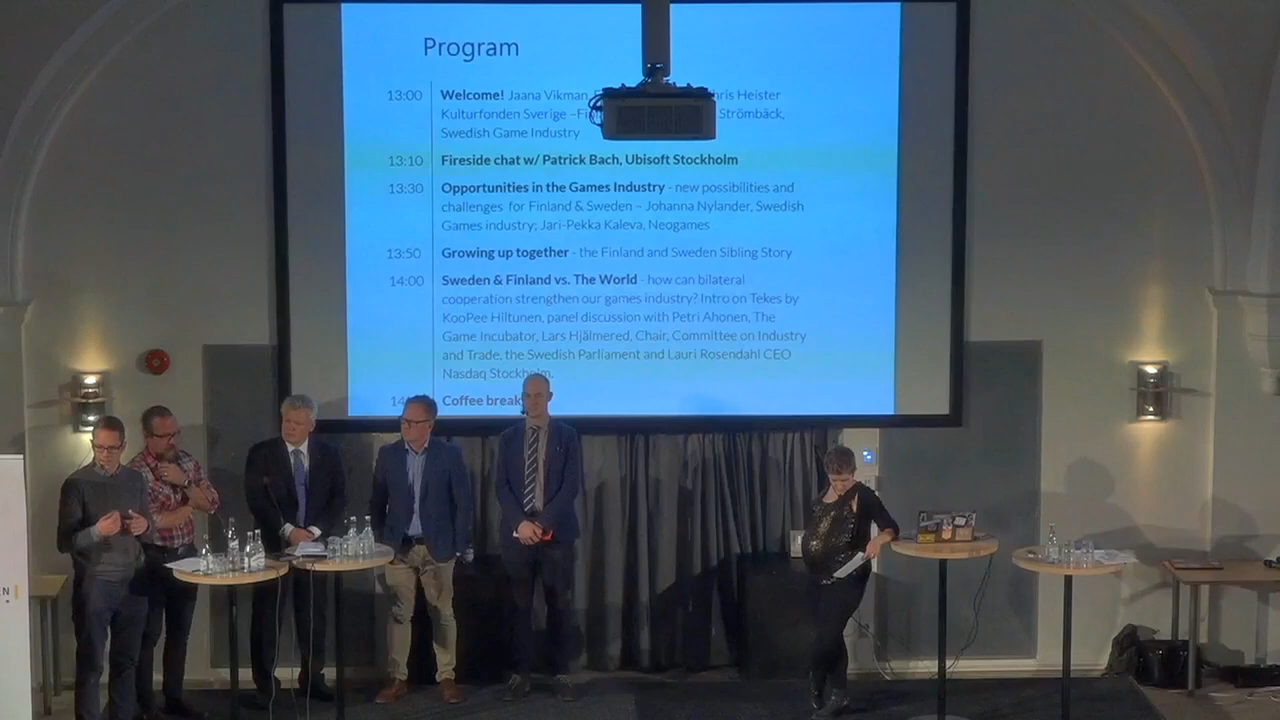 Program
13:00 Welcome! Jaana Vikman, hris Heister
Kulturfonden Sverige –Fin Strömbäck,
Swedish Game Industry
13:10 Fireside chat w/ Patrick Bach, Ubisoft Stockholm
13:30 Opportunities in the Games Industry - new possibilities and
challenges for Finland & Sweden – Johanna Nylander, Swedish
Games industry; Jari-Pekka Kaleva, Neogames
13:50 Growing up together - the Finland and Sweden Sibling Story
14:00 Sweden & Finland vs. The World - how can bilateral
cooperation strengthen our games industry? Intro on Tekes by
KooPee Hiltunen, panel discussion with Petri Ahonen, The
Game Incubator, Lars Hjälmered, Chair, Committee on Industry
and Trade, the Swedish Parliament and Lauri Rosendahl CEO
Nasdaq Stockholm.
Coffee break